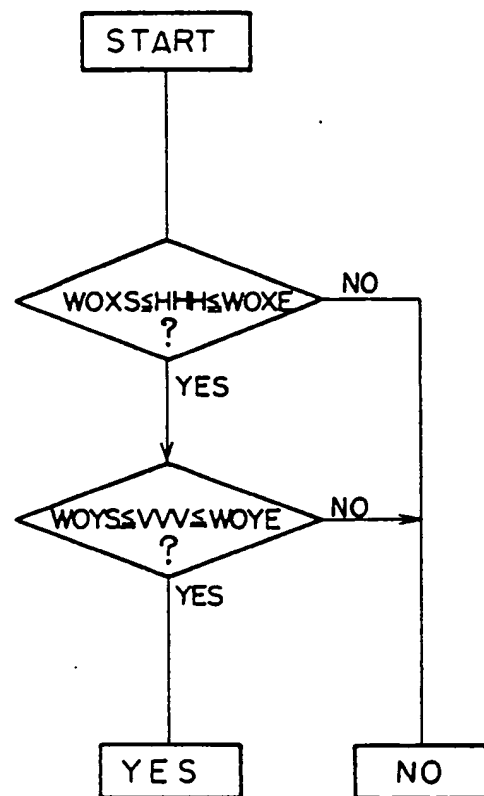 START
WOXS≦HHH≦WOXE
?
NO
YES
WOYS≦VVV≦WOYE
?
NO
YES
YES
NO